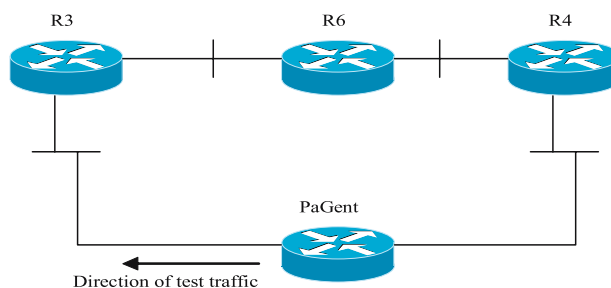 R3
R6
R4
PaGent
Direction of test traffic